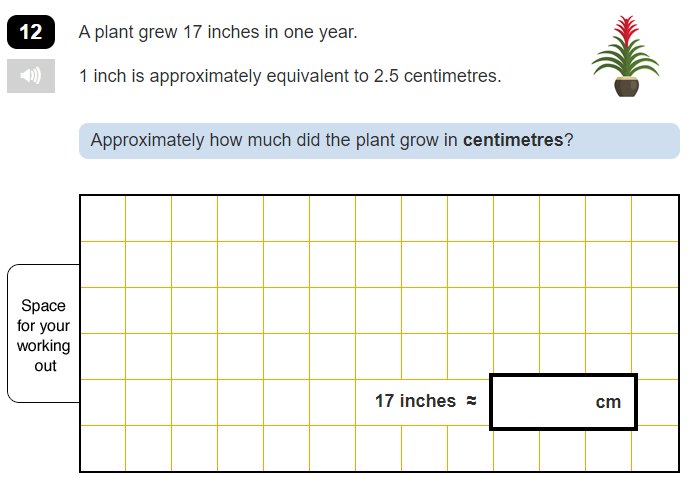 12
A plant grew 17 inches in one year.
1 inch is approximately equivalent to 2.5 centimetres.
Approximately how much did the plant grow in centimetres?
Space
for your
working
out
17 inches ≈
cm